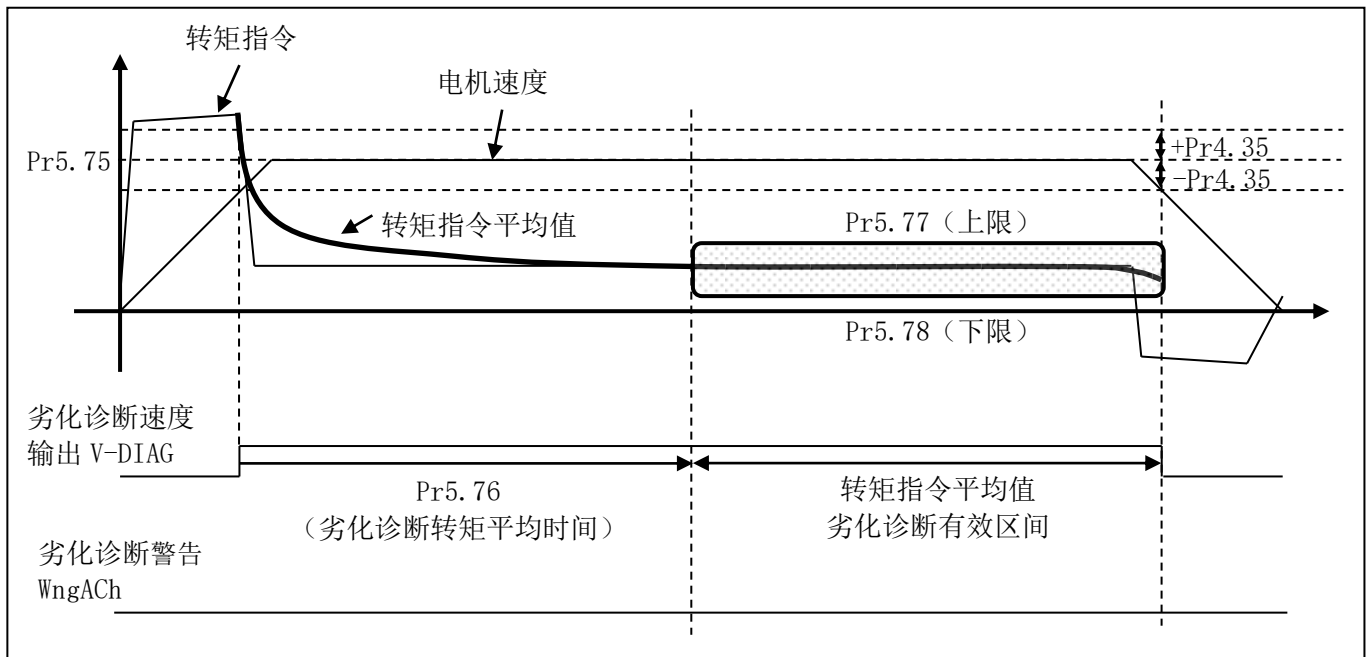 转矩指令
电机速度
Pr5.75
+Pr4.35
-Pr4.35
转矩指令平均值
Pr5.77（上限）
Pr5.78（下限）
劣化诊断速度
输出 V-DIAG
Pr5.76
（劣化诊断转矩平均时间）
转矩指令平均值
劣化诊断有效区间
劣化诊断警告
WngACh